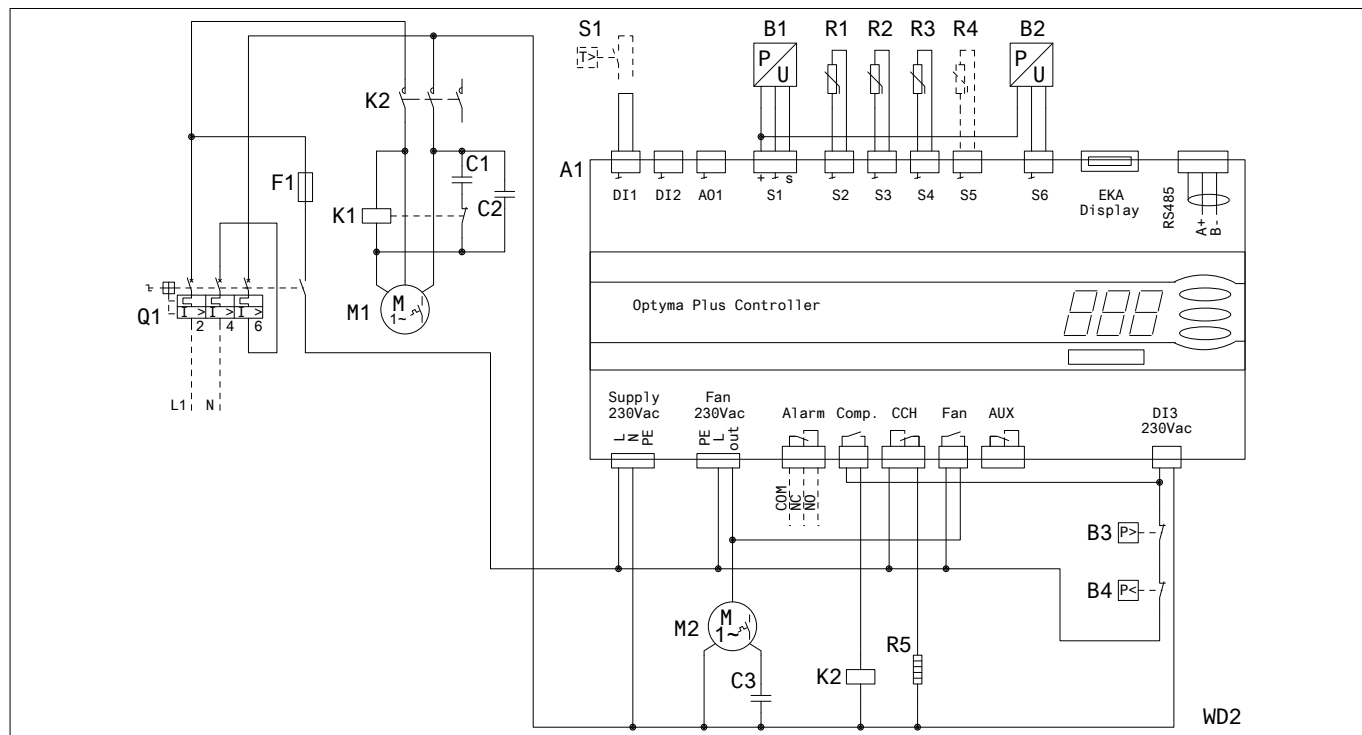 S1
B1
R1
R2
R3
R4
B2
T>
P
U
P
U
K2
C1
A1
F1
C2
K1
+
s
DI1
DI2
AO1
S1
S2
S3
S4
S5
S6
EKA
Display
RS485
A+
B-
M1
M
1~
Optyma Plus Controller
Q1
I >
I >
I >
2
4
6
L1
N
Supply
230Vac
Fan
230Vac
Alarm
Comp.
CCH
Fan
AUX
DI3
230Vac
L
N
PE
PE
L
out
COM
NC
NO
B3
P>
B4
P<
M2
M
1~
R5
C3
K2
WD2